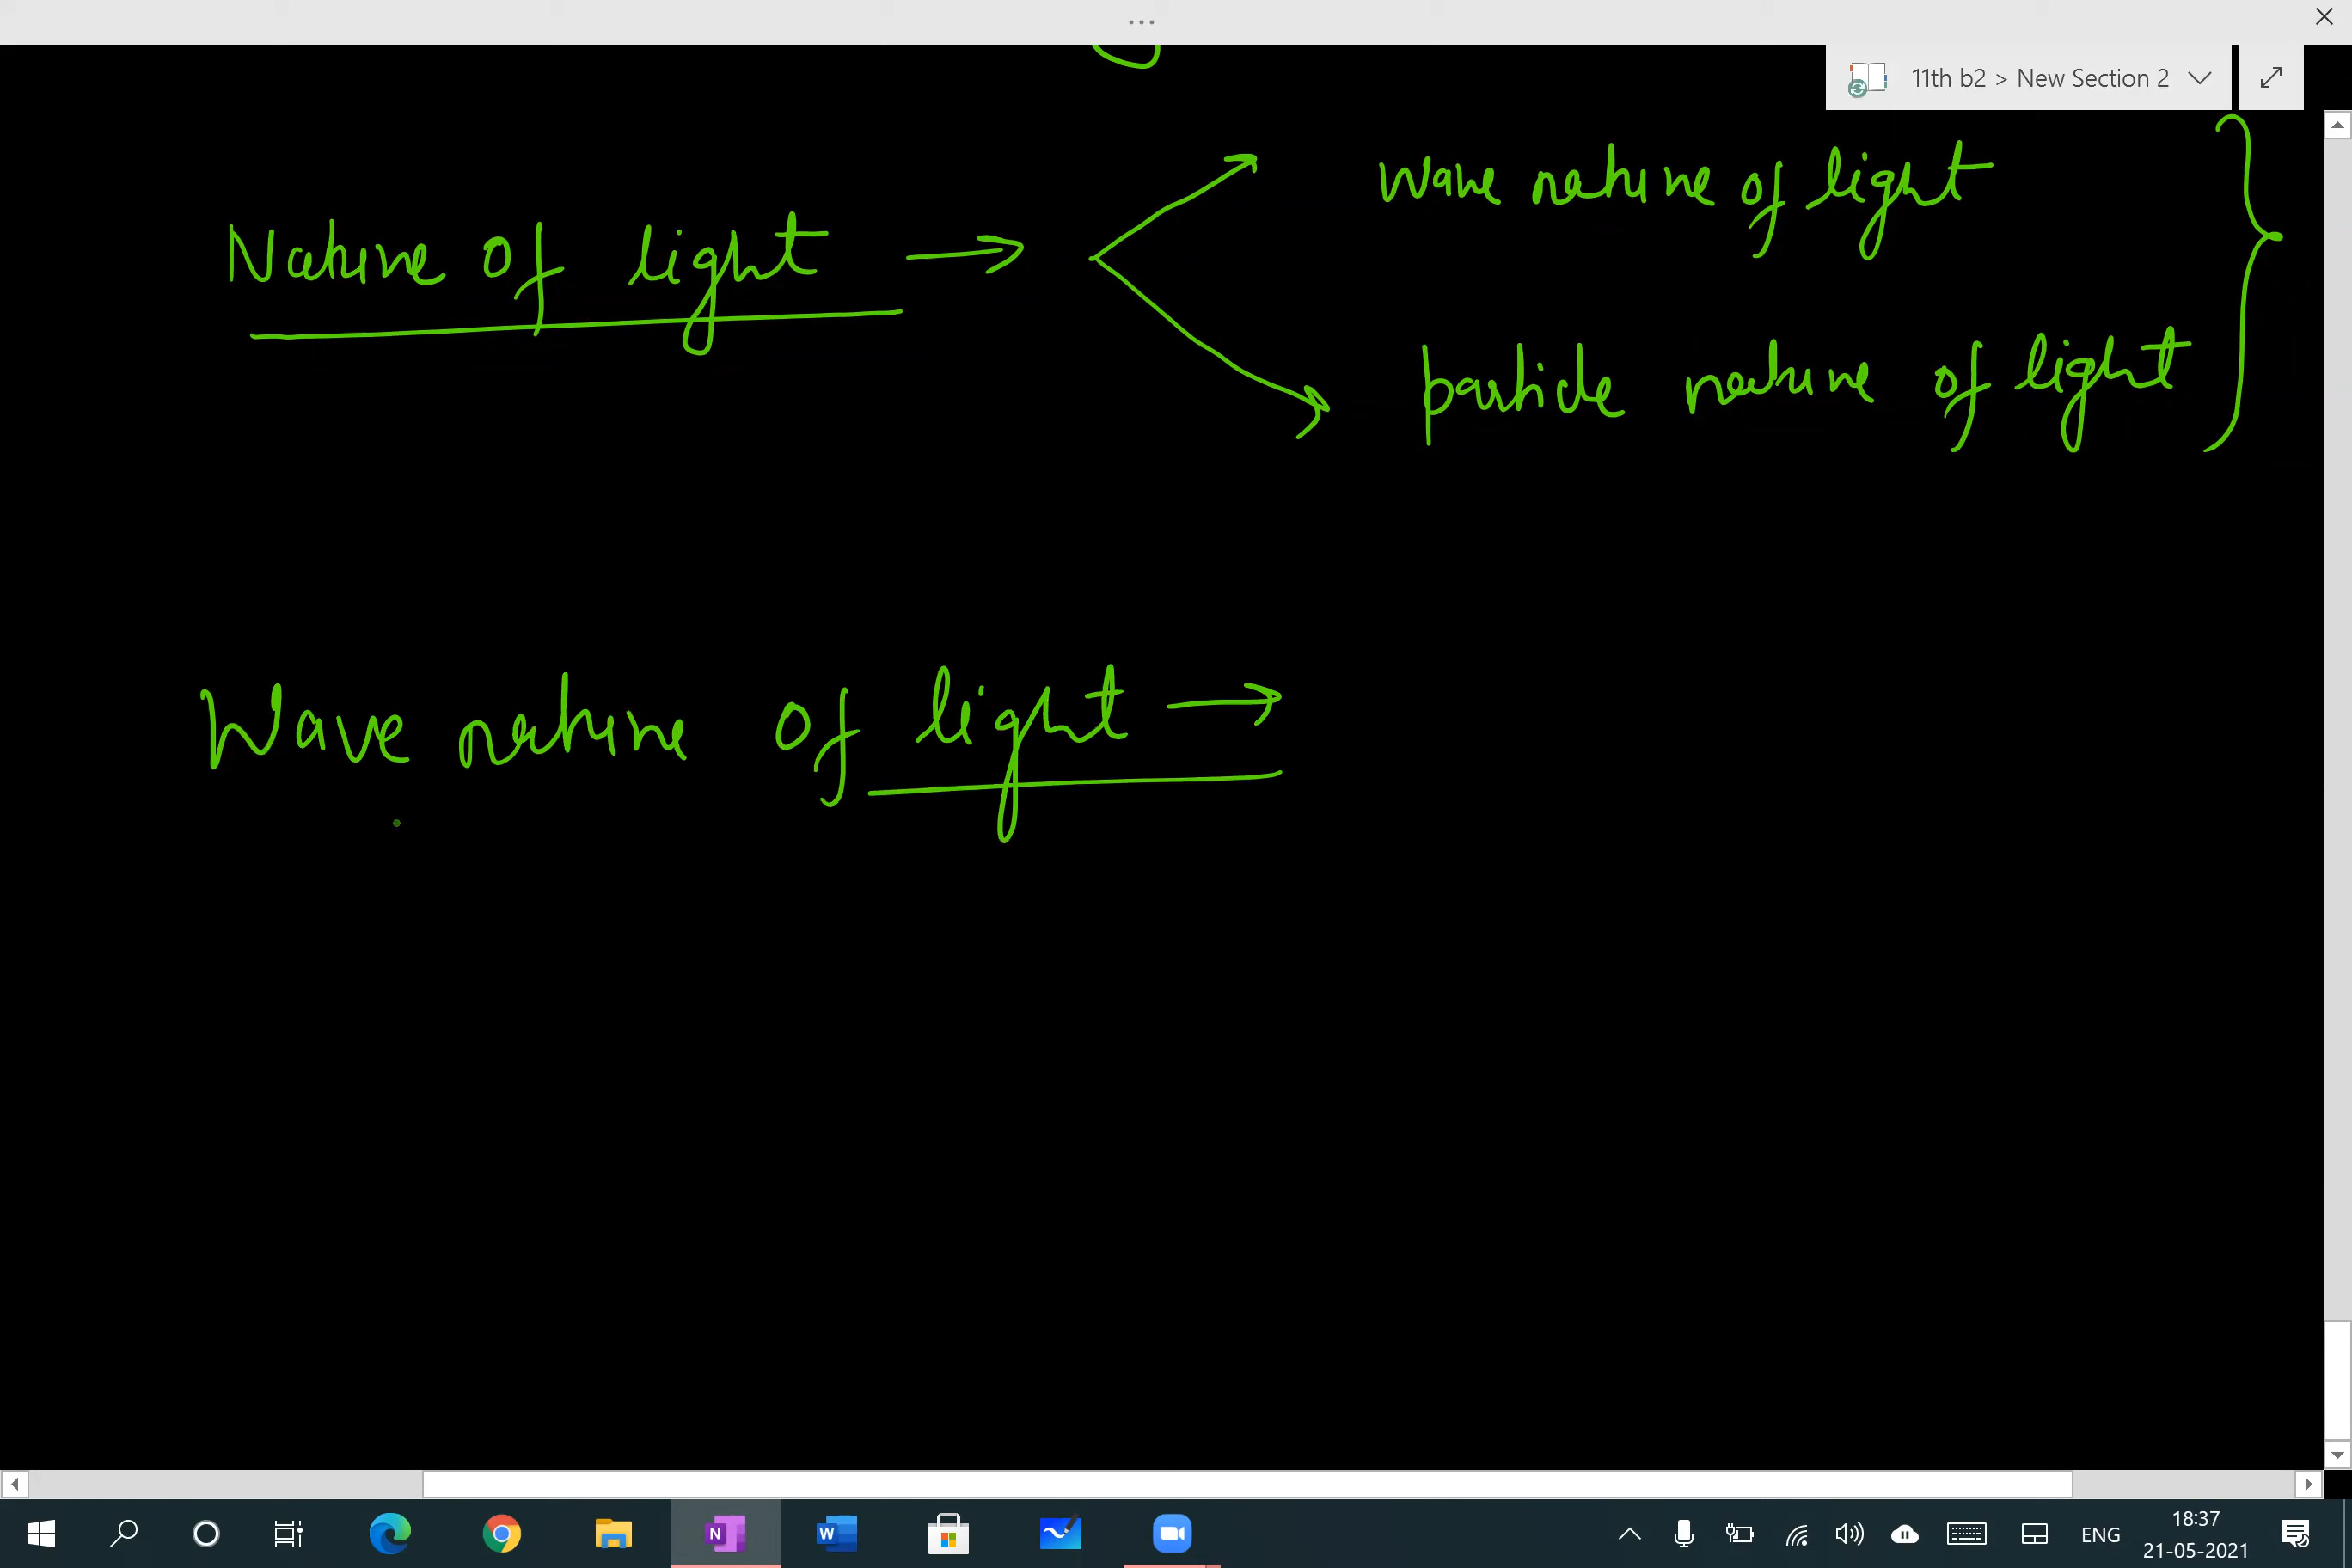 11th b2 > New Section 2
Nature of light → wave nature of light
particle nature of light
Wave nature of light →
ENG
18:37
21-05-2021